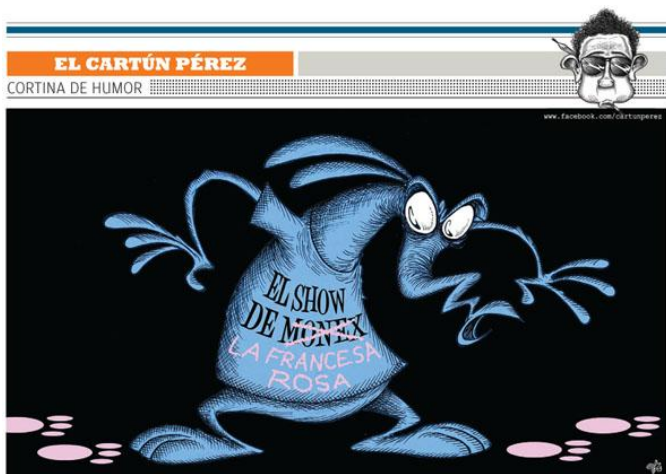 EL CARTÚN PÉREZ
CORTINA DE HUMOR
www.facebook.com/cartunperez
EL SHOW
DE MONEX
LA FRANCESA
ROSA